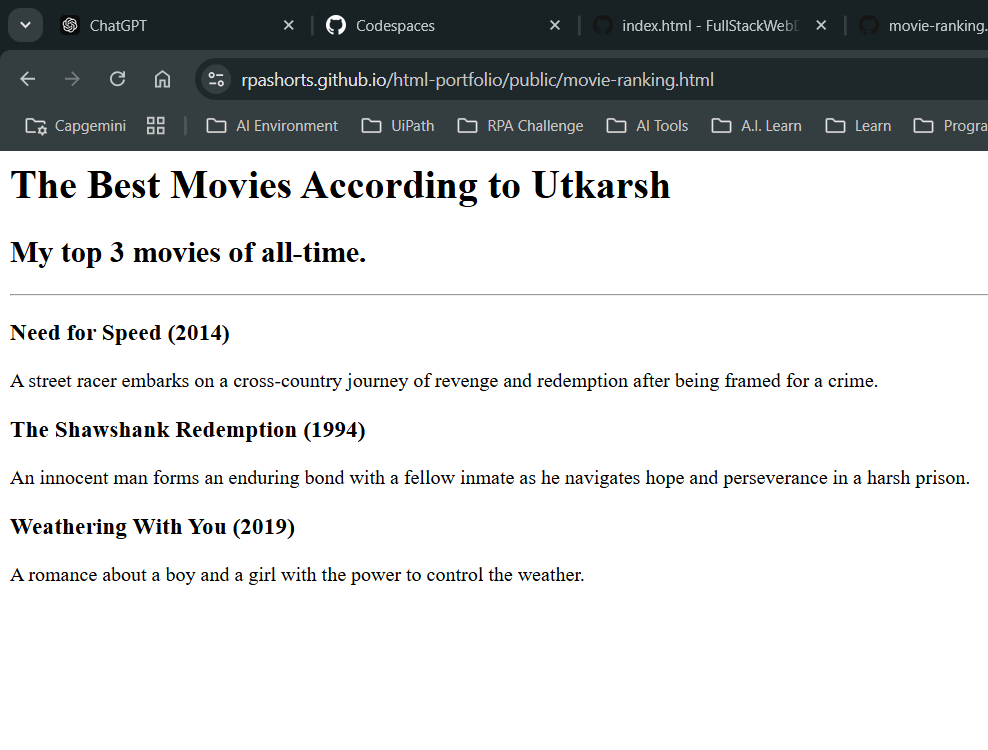 ChatGPT
Codespaces
index.html - FullStackWeb
movie-ranking.
rpashorts.github.io/html-portfolio/public/movie-ranking.html
Capgemini AI Environment UiPath RPA Challenge AI Tools A.I. Learn Learn Progra
The Best Movies According to Utkarsh
My top 3 movies of all-time.
Need for Speed (2014)
A street racer embarks on a cross-country journey of revenge and redemption after being framed for a crime.
The Shawshank Redemption (1994)
An innocent man forms an enduring bond with a fellow inmate as he navigates hope and perseverance in a harsh prison.
Weathering With You (2019)
A romance about a boy and a girl with the power to control the weather.